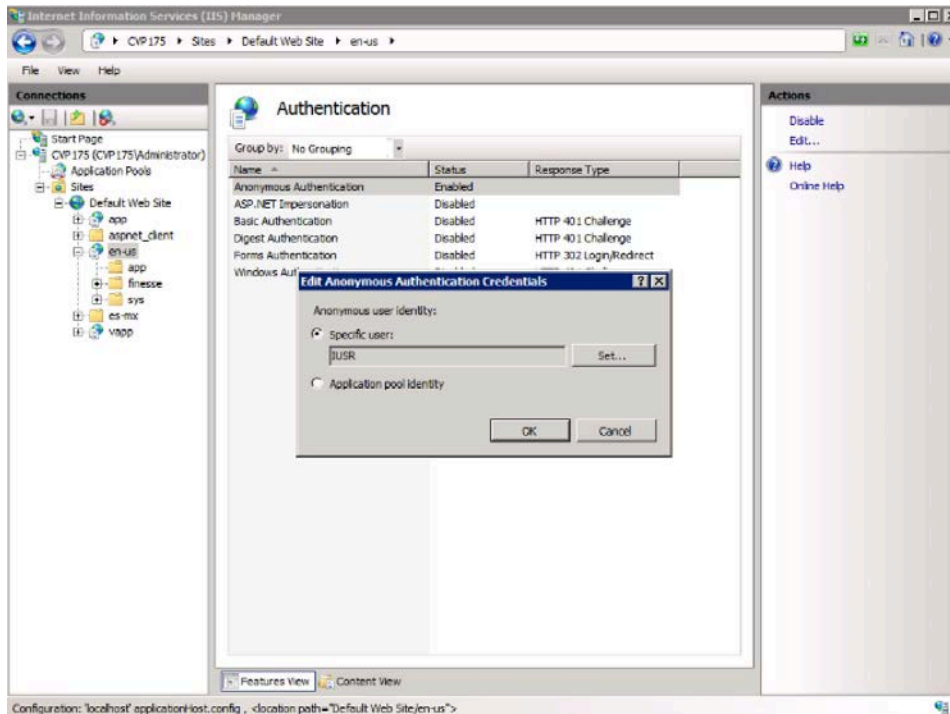 Internet Information Services (IIS) Manager
CVP175 Sites Default Web Site en-us
File View Help
Connections
Start Page
CVP175 (CVP175\Administrator)
Application Pools
Sites
Default Web Site
app
aspnet_client
en-us
app
finesse
sys
es-mx
vapp
Authentication
Group by: No Grouping
Name Status Response Type
Anonymous Authentication Enabled
ASP.NET Impersonation Disabled
Basic Authentication Disabled HTTP 401 Challenge
Digest Authentication Disabled HTTP 401 Challenge
Forms Authentication Disabled HTTP 302 Login/Redirect
Windows
Edit Anonymous Authentication Credentials
Anonymous user identity:
Specific user:
IUSR
Set...
Application pool identity
OK Cancel
Features View Content View
Actions
Disable
Edit...
Help
Online Help
Configuration: 'localhost' applicationHost.config , <location path="Default Web Site/en-us">